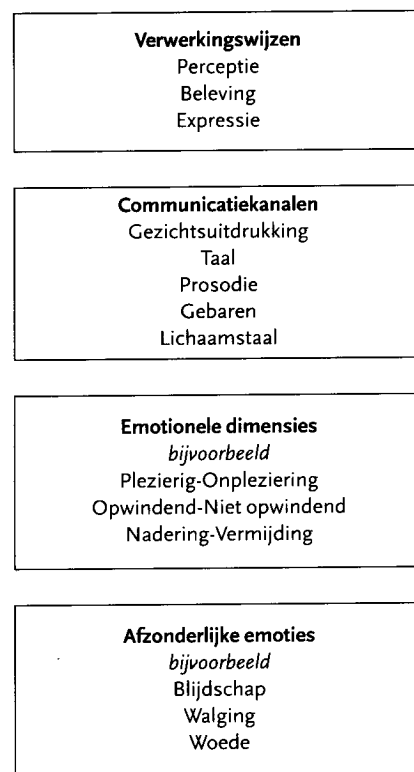 Verwerkingswijzen
Perceptie
Beleving
Expressie
Communicatiekanalen
Gezichtsuitdrukking
Taal
Prosodie
Gebaren
Lichaamstaal
Emotionele dimensies
bijvoorbeeld
Plezierig-Onpleziering
Opwindend-Niet opwindend
Nadering-Vermijding
Afzonderlijke emoties
bijvoorbeeld
Blijdschap
Walging
Woede